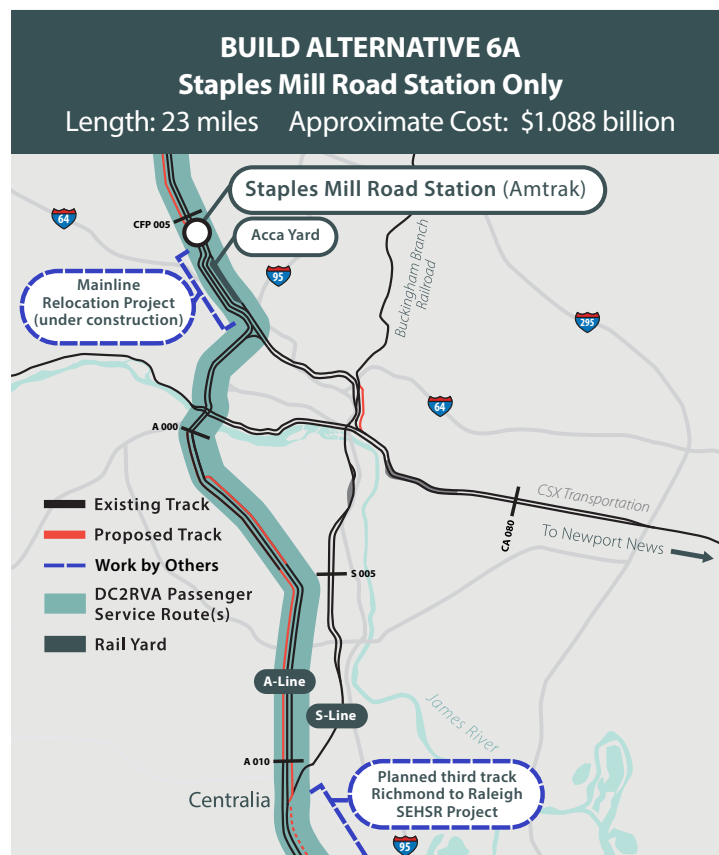 BUILD ALTERNATIVE 6A
Staples Mill Road Station Only
Length: 23 miles Approximate Cost: $1.088 billion
Staples Mill Road Station (Amtrak)
64
CFP 005
Acca Yard
95
Mainline
Relocation Project
(under construction)
Buckingham Branch
Railroad
295
64
A 000
CSX Transportation
CA 080
To Newport News
Existing Track
Proposed Track
Work by Others
DC2RVA Passenger
Service Route(s)
Rail Yard
S 005
A-Line
S-Line
James River
A 010
Centralia
Planned third track
Richmond to Raleigh
SEHSR Project
95